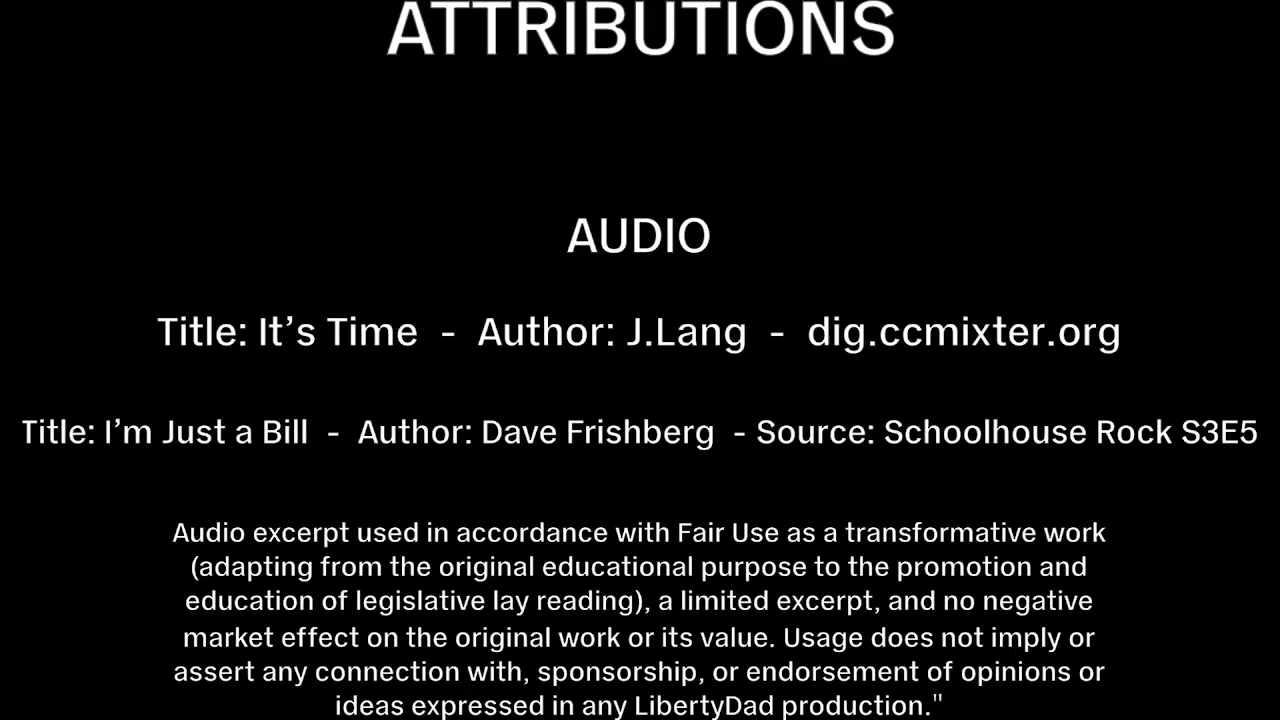 ATTRIBUTIONS
AUDIO
Title: It’s Time - Author: J.Lang - dig.ccmixter.org
Title: I’m Just a Bill - Author: Dave Frishberg - Source: Schoolhouse Rock S3E5
Audio excerpt used in accordance with Fair Use as a transformative work
(adapting from the original educational purpose to the promotion and
education of legislative lay reading), a limited excerpt, and no negative
market effect on the original work or its value. Usage does not imply or
assert any connection with, sponsorship, or endorsement of opinions or
ideas expressed in any LibertyDad production."